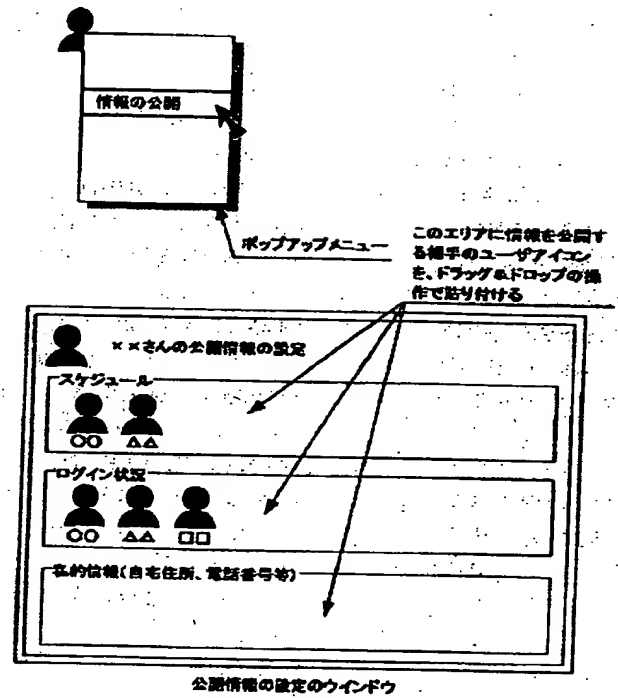 情報の公開
ポップアップメニュー
このエリアに情報を公開す
る相手のユーザアイコン
を、ドラッグ&ドロップの操
作で貼り付ける
××さんの公開情報の設定
スケジュール
○○ △△
ログイン状況
○○ △△ □□
私的情報(自宅住所、電話番号等)
公開情報の設定のウインドウ